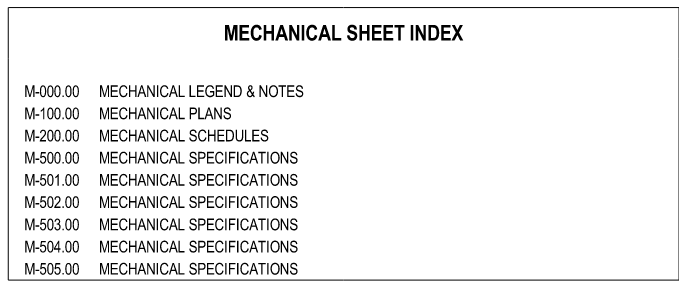 MECHANICAL SHEET INDEX
M-000.00 MECHANICAL LEGEND & NOTES
M-100.00 MECHANICAL PLANS
M-200.00 MECHANICAL SCHEDULES
M-500.00 MECHANICAL SPECIFICATIONS
M-501.00 MECHANICAL SPECIFICATIONS
M-502.00 MECHANICAL SPECIFICATIONS
M-503.00 MECHANICAL SPECIFICATIONS
M-504.00 MECHANICAL SPECIFICATIONS
M-505.00 MECHANICAL SPECIFICATIONS